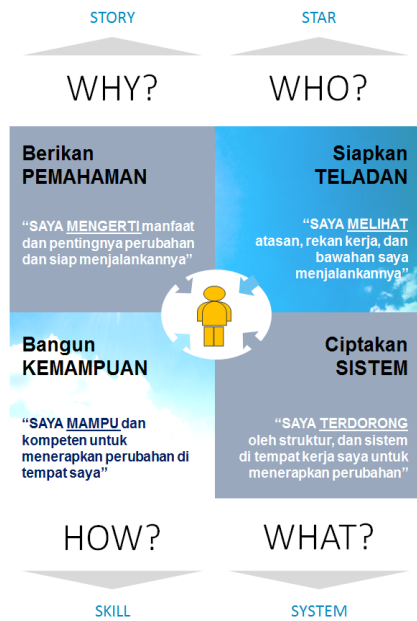 STORY
STAR
WHY?
WHO?
Berikan
PEMAHAMAN
“SAYA MENGERTI manfaat
dan pentingnya perubahan
dan siap menjalankannya”
Siapkan
TELADAN
“SAYA MELIHAT
atasan, rekan kerja, dan
bawahan saya
menjalankannya”
Bangun
KEMAMPUAN
“SAYA MAMPU dan
kompeten untuk
menerapkan perubahan di
tempat saya”
Ciptakan
SISTEM
“SAYA TERDORONG
oleh struktur, dan sistem
di tempat kerja saya untuk
menerapkan perubahan”
HOW?
WHAT?
SKILL
SYSTEM